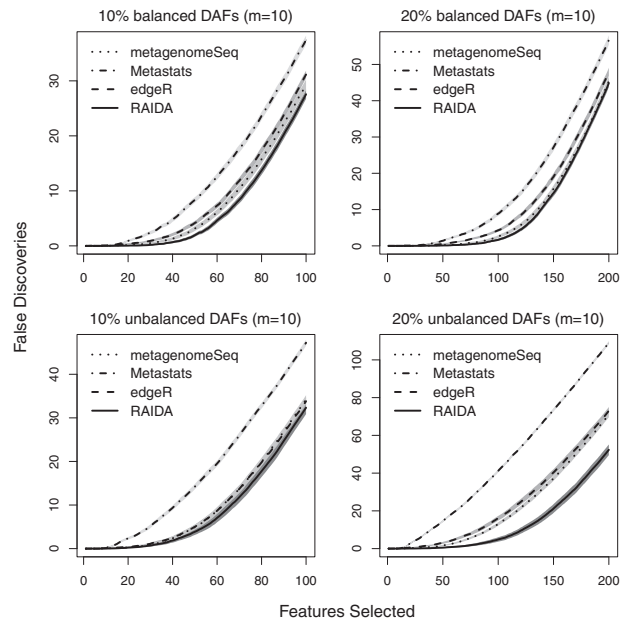 10% balanced DAFs (m=10)
metagenomeSeq
Metastats
edgeR
RAIDA
0 10 20 30
0 20 40 60 80 100
20% balanced DAFs (m=10)
metagenomeSeq
Metastats
edgeR
RAIDA
0 10 20 30 40 50
0 50 100 150 200
10% unbalanced DAFs (m=10)
metagenomeSeq
Metastats
edgeR
RAIDA
0 10 20 30 40
0 20 40 60 80 100
20% unbalanced DAFs (m=10)
metagenomeSeq
Metastats
edgeR
RAIDA
0 20 40 60 80 100
0 50 100 150 200
False Discoveries
Features Selected